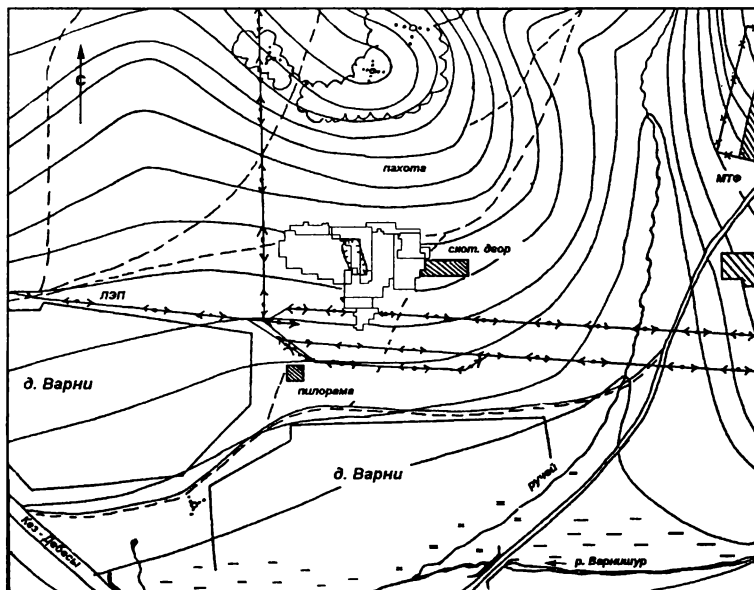 С
пахота
МТФ
скот. двор
ЛЭП
д. Варни
пилорама
д. Варни
ручей
Кез - Дебесы
р. Варнишур